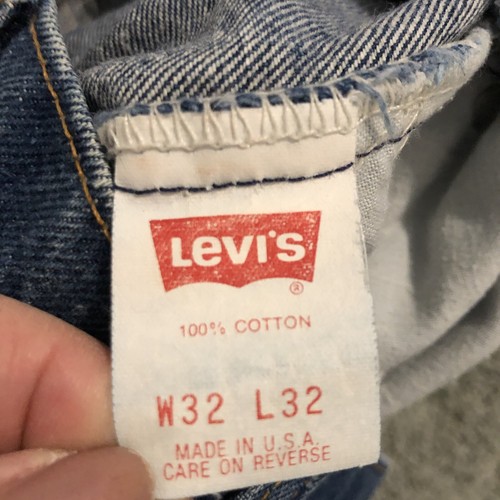 Levi's
®
100% COTTON
W32 L32
MADE IN U.S.A.
CARE ON REVERSE